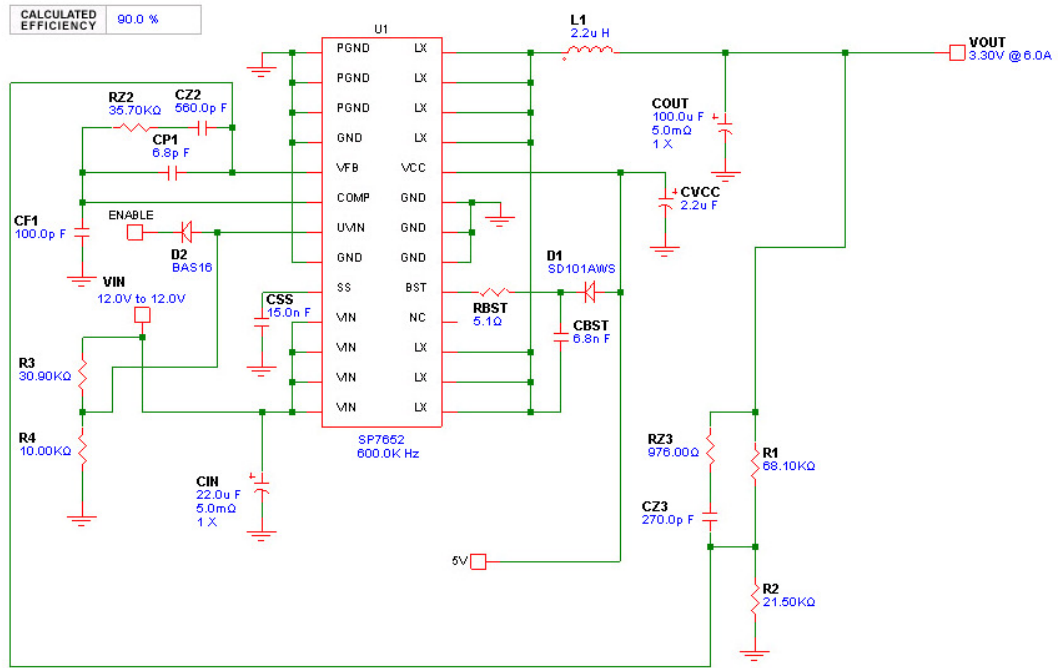 CALCULATED
EFFICIENCY
90.0 %
U1
L1
2.2u H
VOUT
3.30V @ 6.0A
PGND
LX
PGND
LX
PGND
LX
GND
LX
VFB
VCC
COMP
GND
UVIN
GND
GND
GND
SS
BST
VIN
NC
VIN
LX
VIN
LX
VIN
LX
SP7652
600.0K Hz
RZ2
35.70KΩ
CZ2
560.0p F
CP1
6.8p F
CF1
100.0p F
ENABLE
D2
BAS16
VIN
12.0V to 12.0V
CSS
15.0n F
R3
30.90KΩ
R4
10.00KΩ
CIN
22.0u F
5.0mΩ
1 X
COUT
100.0u F
5.0mΩ
1 X
CVCC
2.2u F
D1
SD101AWS
RBST
5.1Ω
CBST
6.8n F
RZ3
976.00Ω
R1
68.10KΩ
CZ3
270.0p F
5V
R2
21.50KΩ